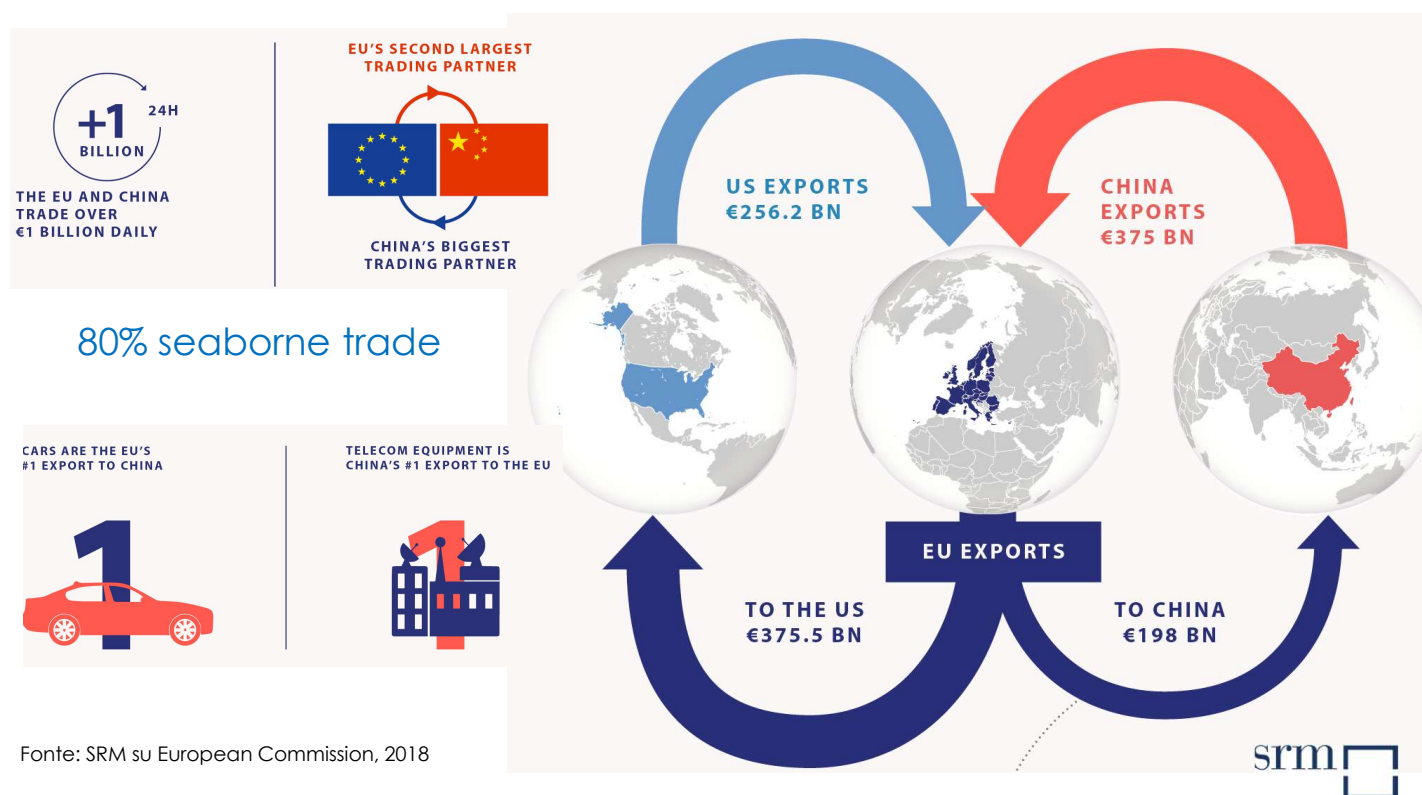 +1
24H
BILLION
THE EU AND CHINA
TRADE OVER
€1 BILLION DAILY
EU'S SECOND LARGEST
TRADING PARTNER
CHINA'S BIGGEST
TRADING PARTNER
80% seaborne trade
CARS ARE THE EU'S
#1 EXPORT TO CHINA
1
TELECOM EQUIPMENT IS
CHINA'S #1 EXPORT TO THE EU
1
US EXPORTS
€256.2 BN
CHINA
EXPORTS
€375 BN
EU EXPORTS
TO THE US
€375.5 BN
TO CHINA
€198 BN
Fonte: SRM su European Commission, 2018
srm